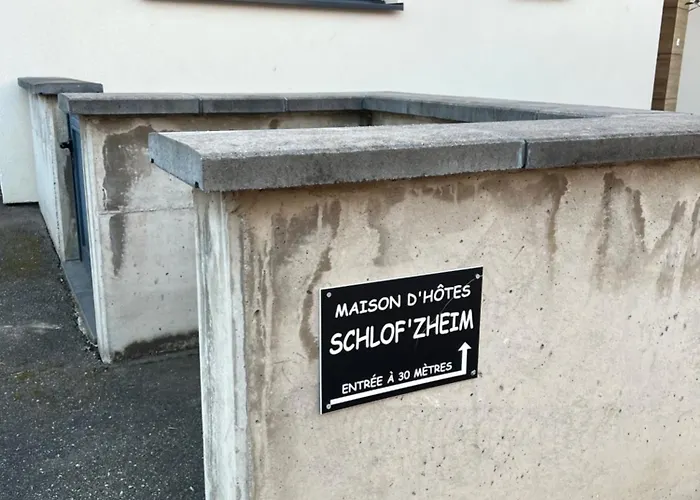 MAISON D'HÔTES
SCHLOF'ZHEIM
ENTRÉE À 30 MÈTRES